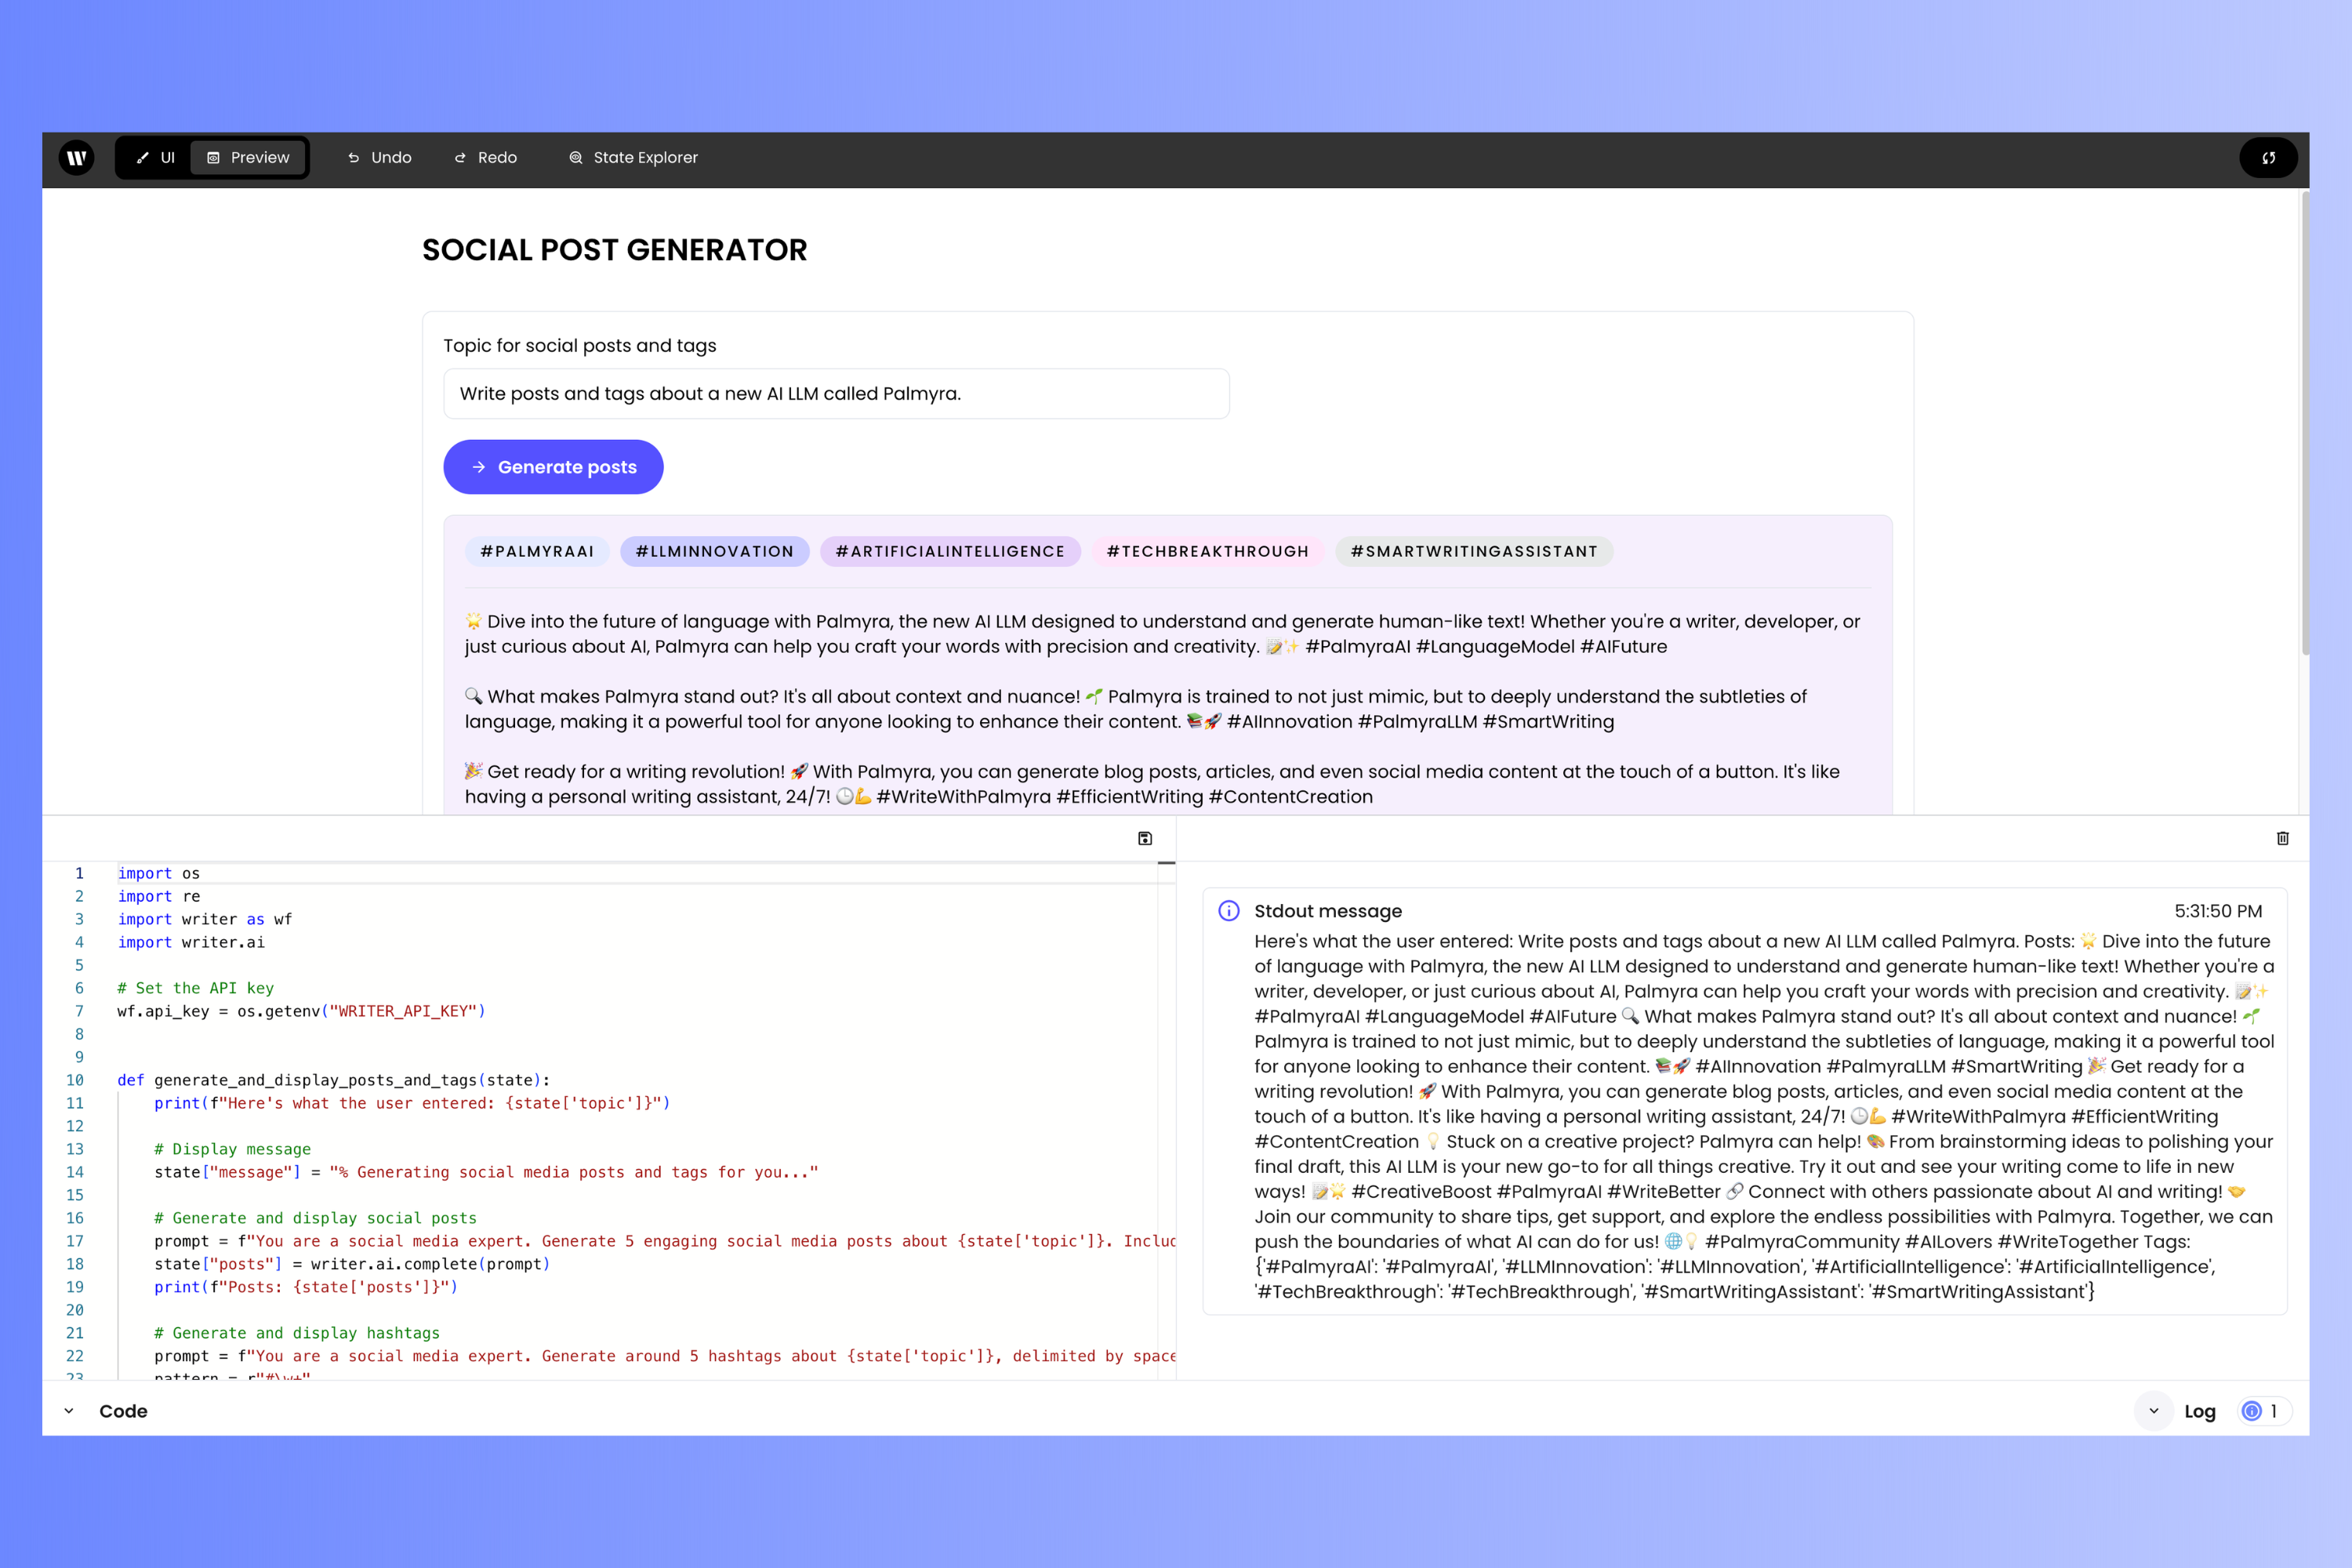 W UI Preview Undo Redo State Explorer
SOCIAL POST GENERATOR
Topic for social posts and tags
Write posts and tags about a new AI LLM called Palmyra.
→ Generate posts
#PALMYRAAI #LLMINNOVATION #ARTIFICIALINTELLIGENCE #TECHBREAKTHROUGH #SMARTWRITINGASSISTANT
🌟 Dive into the future of language with Palmyra, the new AI LLM designed to understand and generate human-like text! Whether you're a writer, developer, or
just curious about AI, Palmyra can help you craft your words with precision and creativity. 📝✨ #PalmyraAI #LanguageModel #AIFuture
🔍 What makes Palmyra stand out? It's all about context and nuance! 🌱 Palmyra is trained to not just mimic, but to deeply understand the subtleties of
language, making it a powerful tool for anyone looking to enhance their content. 📚🚀 #AIInnovation #PalmyraLLM #SmartWriting
🎉 Get ready for a writing revolution! 🚀 With Palmyra, you can generate blog posts, articles, and even social media content at the touch of a button. It's like
having a personal writing assistant, 24/7! 🕒💪 #WriteWithPalmyra #EfficientWriting #ContentCreation
1 import os
2 import re
3 import writer as wf
4 import writer.ai
5
6 # Set the API key
7 wf.api_key = os.getenv("WRITER_API_KEY")
8
9
10 def generate_and_display_posts_and_tags(state):
11 print(f"Here's what the user entered: {state['topic']}")
12
13 # Display message
14 state["message"] = "% Generating social media posts and tags for you..."
15
16 # Generate and display social posts
17 prompt = f"You are a social media expert. Generate 5 engaging social media posts about {state['topic']}. Includ
18 state["posts"] = writer.ai.complete(prompt)
19 print(f"Posts: {state['posts']}")
20
21 # Generate and display hashtags
22 prompt = f"You are a social media expert. Generate around 5 hashtags about {state['topic']}, delimited by space
23 pattern = r"#\w+"
Stdout message 5:31:50 PM
Here's what the user entered: Write posts and tags about a new AI LLM called Palmyra. Posts: 🌟 Dive into the future
of language with Palmyra, the new AI LLM designed to understand and generate human-like text! Whether you're a
writer, developer, or just curious about AI, Palmyra can help you craft your words with precision and creativity. 📝✨
#PalmyraAI #LanguageModel #AIFuture 🔍 What makes Palmyra stand out? It's all about context and nuance! 🌱
Palmyra is trained to not just mimic, but to deeply understand the subtleties of language, making it a powerful tool
for anyone looking to enhance their content. 📚🚀 #AIInnovation #PalmyraLLM #SmartWriting 🎉 Get ready for a
writing revolution! 🚀 With Palmyra, you can generate blog posts, articles, and even social media content at the
touch of a button. It's like having a personal writing assistant, 24/7! 🕒💪 #WriteWithPalmyra #EfficientWriting
#ContentCreation 💡 Stuck on a creative project? Palmyra can help! 🎨 From brainstorming ideas to polishing your
final draft, this AI LLM is your new go-to for all things creative. Try it out and see your writing come to life in new
ways! 📝🌟 #CreativeBoost #PalmyraAI #WriteBetter 🔗 Connect with others passionate about AI and writing! 🤝
Join our community to share tips, get support, and explore the endless possibilities with Palmyra. Together, we can
push the boundaries of what AI can do for us! 🌐💡 #PalmyraCommunity #AILovers #WriteTogether Tags:
{'#PalmyraAI': '#PalmyraAI', '#LLMInnovation': '#LLMInnovation', '#ArtificialIntelligence': '#ArtificialIntelligence',
'#TechBreakthrough': '#TechBreakthrough', '#SmartWritingAssistant': '#SmartWritingAssistant'}
Code
Log 1